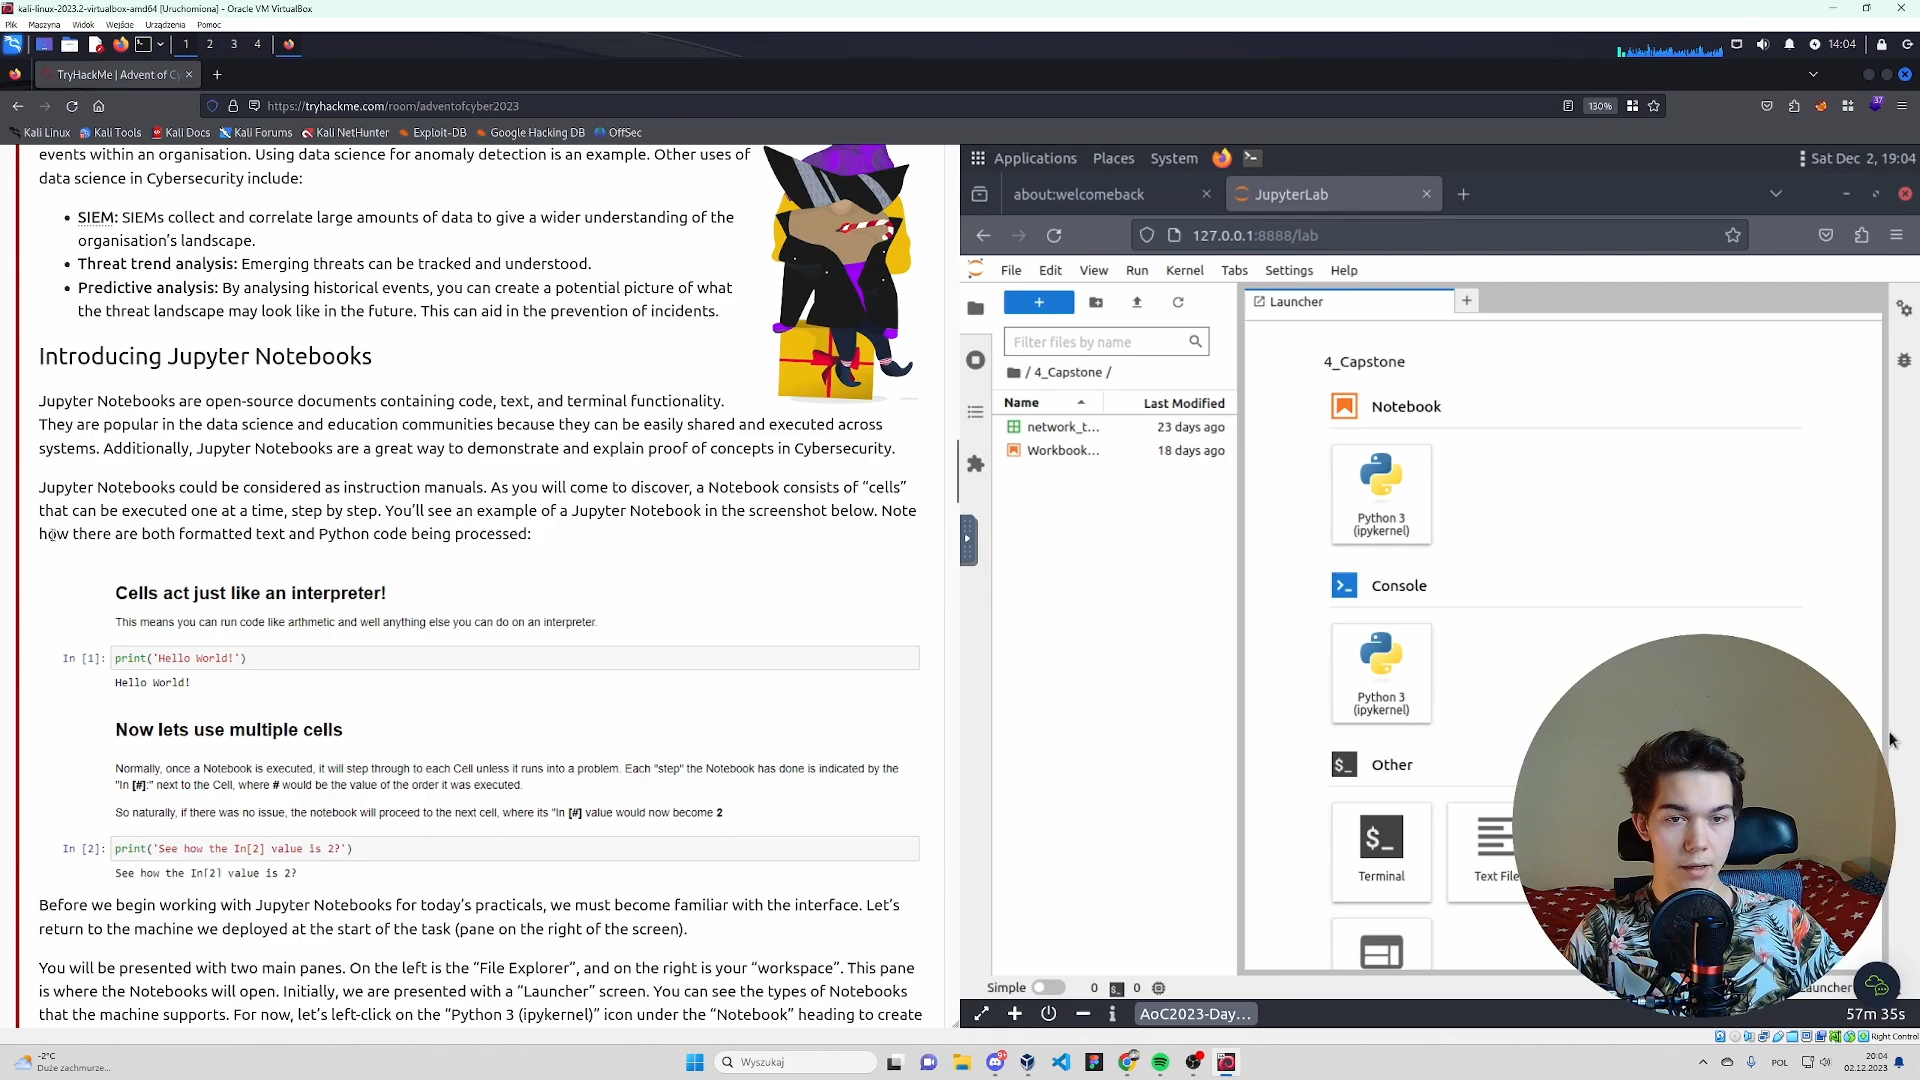 kali-linux-2023.2-virtualbox-amd64 [Uruchomiona] - Oracle VM VirtualBox
Plik Maszyna Widok Wejście Urządzenia Pomoc
1 2 3 4
14:04
TryHackMe | Advent of Cy
https://tryhackme.com/room/adventofcyber2023
130%
37
Kali Linux Kali Tools Kali Docs Kali Forums Kali NetHunter Exploit-DB Google Hacking DB OffSec
events within an organisation. Using data science for anomaly detection is an example. Other uses of
data science in Cybersecurity include:
SIEM: SIEMs collect and correlate large amounts of data to give a wider understanding of the
organisation's landscape.
Threat trend analysis: Emerging threats can be tracked and understood.
Predictive analysis: By analysing historical events, you can create a potential picture of what
the threat landscape may look like in the future. This can aid in the prevention of incidents.
Introducing Jupyter Notebooks
Jupyter Notebooks are open-source documents containing code, text, and terminal functionality.
They are popular in the data science and education communities because they can be easily shared and executed across
systems. Additionally, Jupyter Notebooks are a great way to demonstrate and explain proof of concepts in Cybersecurity.
Jupyter Notebooks could be considered as instruction manuals. As you will come to discover, a Notebook consists of “cells”
that can be executed one at a time, step by step. You'll see an example of a Jupyter Notebook in the screenshot below. Note
how there are both formatted text and Python code being processed:
Cells act just like an interpreter!
This means you can run code like arthmetic and well anything else you can do on an interpreter.
In [1]: print('Hello World!')
Hello World!
Now lets use multiple cells
Normally, once a Notebook is executed, it will step through to each Cell unless it runs into a problem. Each "step" the Notebook has done is indicated by the
"In [#]:" next to the Cell, where # would be the value of the order it was executed.
So naturally, if there was no issue, the notebook will proceed to the next cell, where its "In [#] value would now become 2
In [2]: print('See how the In[2] value is 2?')
See how the In[2] value is 2?
Before we begin working with Jupyter Notebooks for today's practicals, we must become familiar with the interface. Let's
return to the machine we deployed at the start of the task (pane on the right of the screen).
You will be presented with two main panes. On the left is the “File Explorer”, and on the right is your “workspace”. This pane
is where the Notebooks will open. Initially, we are presented with a “Launcher” screen. You can see the types of Notebooks
that the machine supports. For now, let's left-click on the “Python 3 (ipykernel)” icon under the “Notebook” heading to create
Applications Places System
Sat Dec 2, 19:04
about:welcomeback
JupyterLab
127.0.0.1:8888/lab
File Edit View Run Kernel Tabs Settings Help
Launcher
Filter files by name
/ 4_Capstone /
Name Last Modified
network_t... 23 days ago
Workbook... 18 days ago
4_Capstone
Notebook
Python 3
(ipykernel)
Console
Python 3
(ipykernel)
Other
$_
Terminal
Text File
Simple 0 0
Launcher
AoC2023-Day...
57m 35s
Right Control
-2°C
Duże zachmurze...
Wyszukaj
POL
20:04
02.12.2023